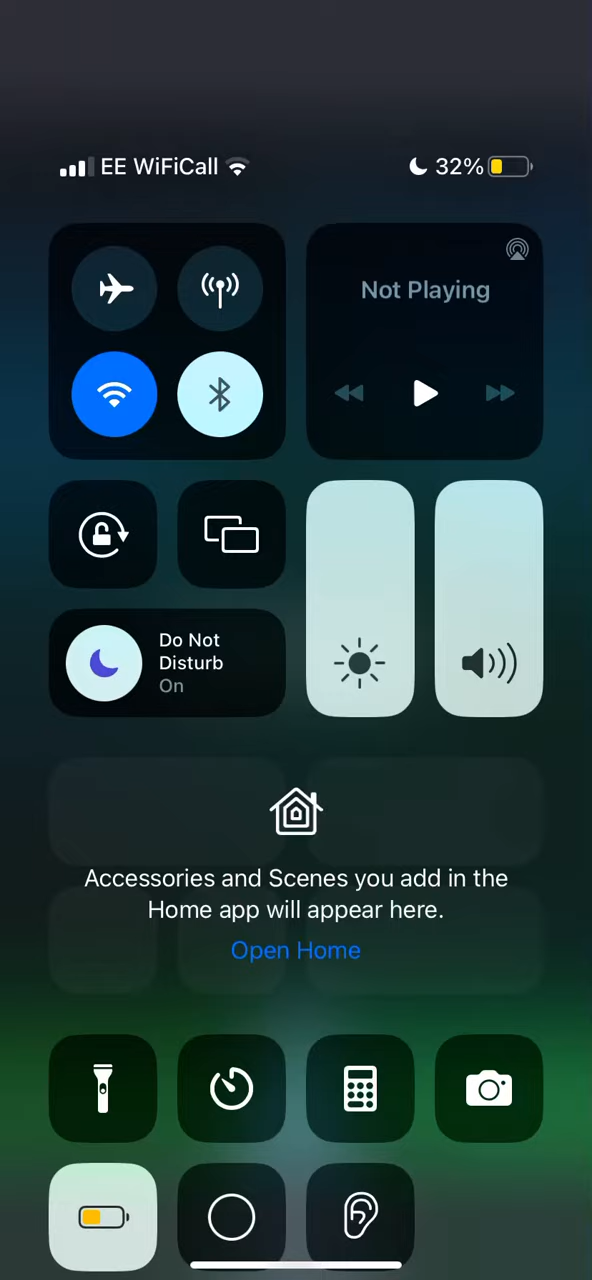 EE WiFiCall
32%
Not Playing
Do Not
Disturb
On
Accessories and Scenes you add in the
Home app will appear here.
Open Home